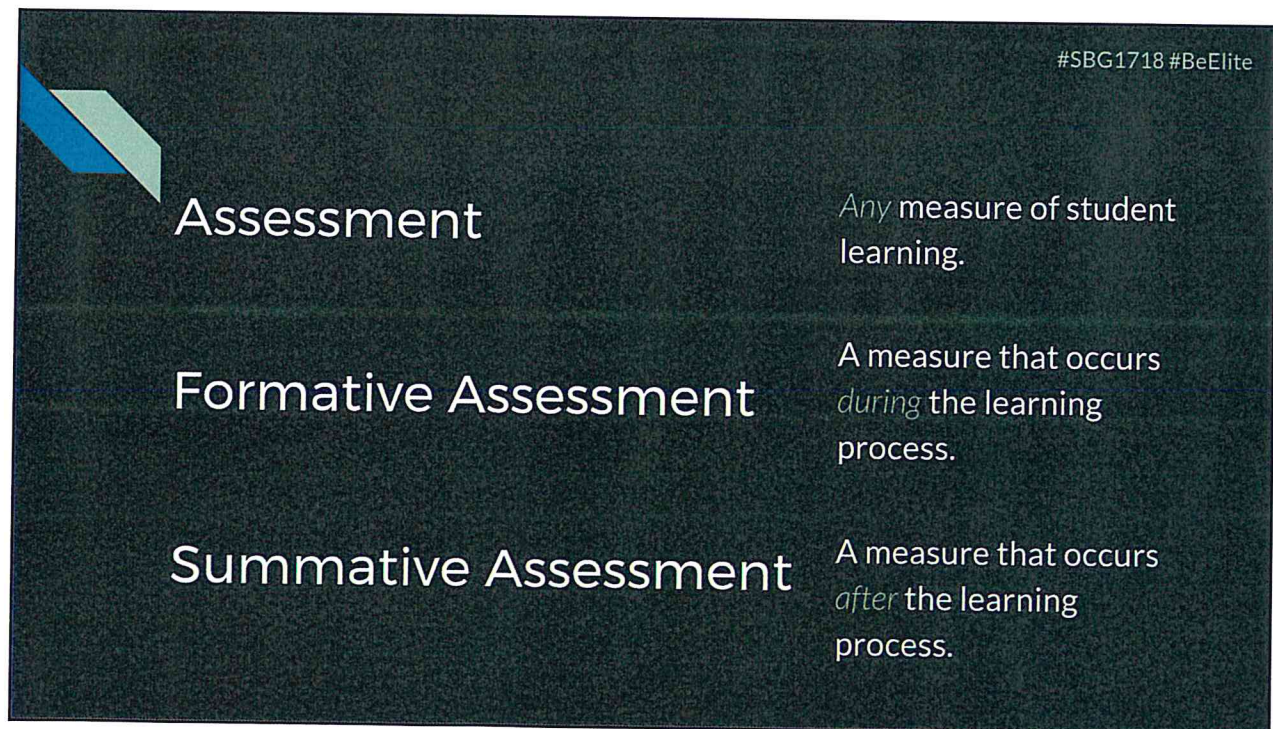 #SBG1718 #BeElite
Assessment
Any measure of student
learning.
Formative Assessment
A measure that occurs
during the learning
process.
Summative Assessment
A measure that occurs
after the learning
process.